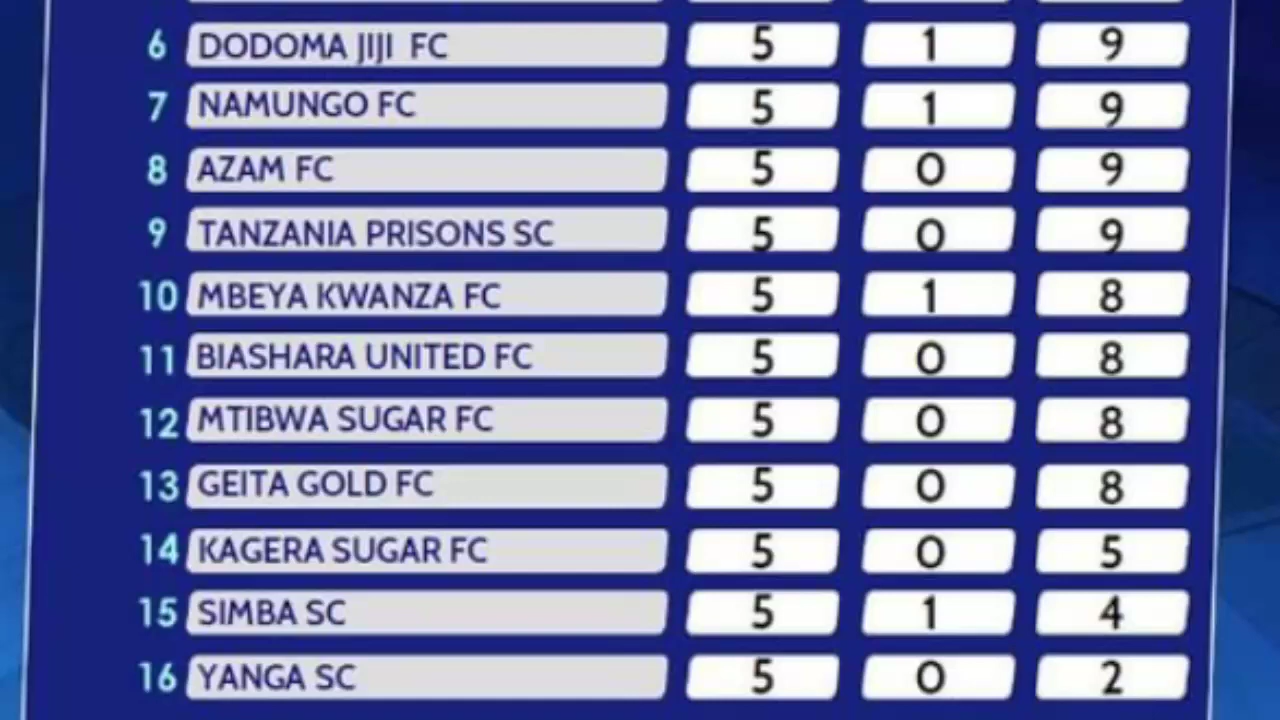 6 DODOMA JIJI FC 5 1 9
7 NAMUNGO FC 5 1 9
8 AZAM FC 5 0 9
9 TANZANIA PRISONS SC 5 0 9
10 MBEYA KWANZA FC 5 1 8
11 BIASHARA UNITED FC 5 0 8
12 MTIBWA SUGAR FC 5 0 8
13 GEITA GOLD FC 5 0 8
14 KAGERA SUGAR FC 5 0 5
15 SIMBA SC 5 1 4
16 YANGA SC 5 0 2